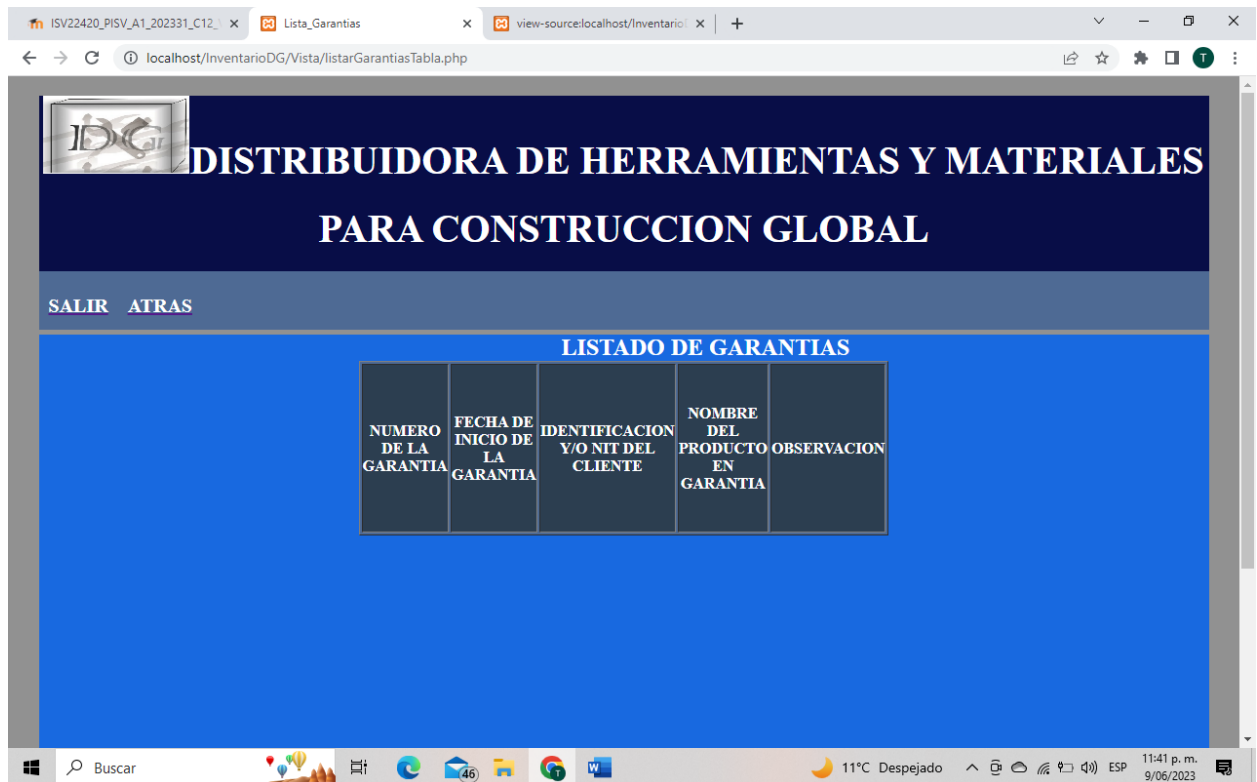 ISV22420_PISV_A1_202331_C12_
Lista_Garantias
view-source:localhost/Inventario
localhost/InventarioDG/Vista/listarGarantiasTabla.php
T
IDG
DISTRIBUIDORA DE HERRAMIENTAS Y MATERIALES
PARA CONSTRUCCION GLOBAL
SALIR ATRAS
LISTADO DE GARANTIAS
NUMERO
DE LA
GARANTIA
FECHA DE
INICIO DE
LA
GARANTIA
IDENTIFICACION
Y/O NIT DEL
CLIENTE
NOMBRE
DEL
PRODUCTO
EN
GARANTIA
OBSERVACION
Buscar
46
11°C Despejado
ESP
11:41 p. m.
9/06/2023